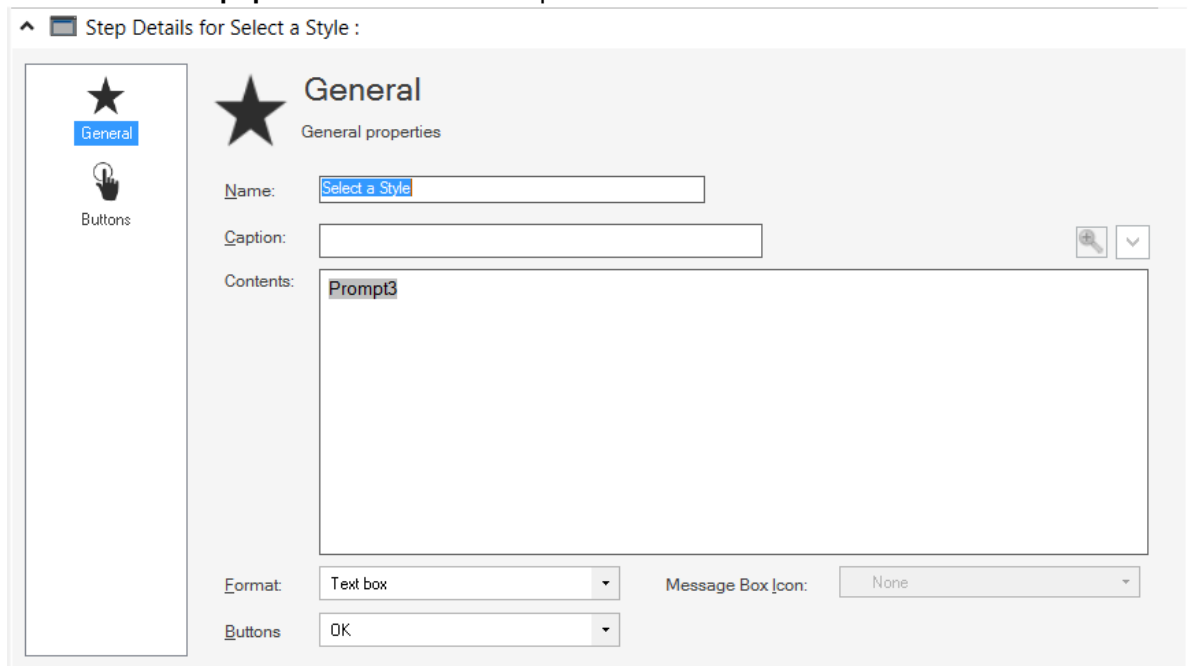 Step Details for Select a Style :
General
General properties
General
Buttons
Name: Select a Style
Caption:
Contents: Prompt3
Format: Text box Message Box Icon: None
Buttons OK